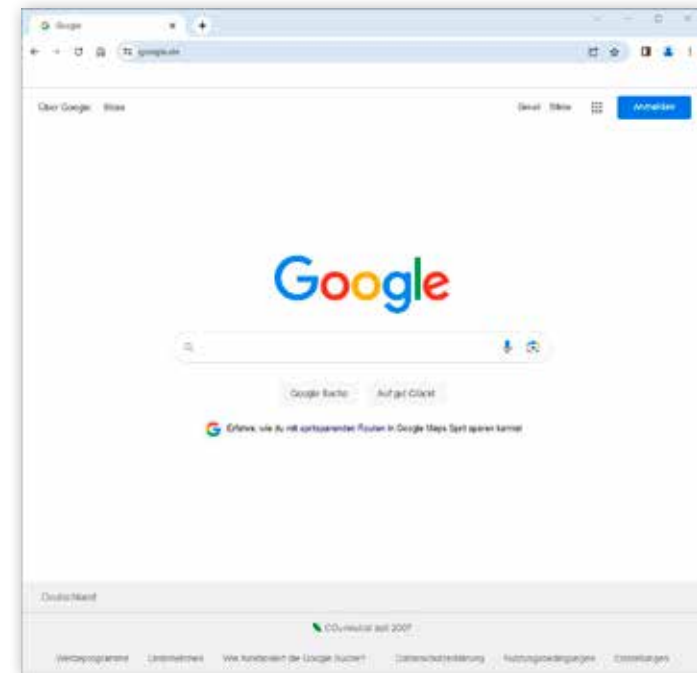 Google
google.de
Über Google Store
Gmail Bilder Anmelden
Google
Google Suche Auf gut Glück!
Erfahre, wie du mit spritsparenden Routen in Google Maps Sprit sparen kannst
Deutschland
CO₂-neutral seit 2007
Werbeprogramme Unternehmen Wie funktioniert die Google Suche? Datenschutzerklärung Nutzungsbedingungen Einstellungen